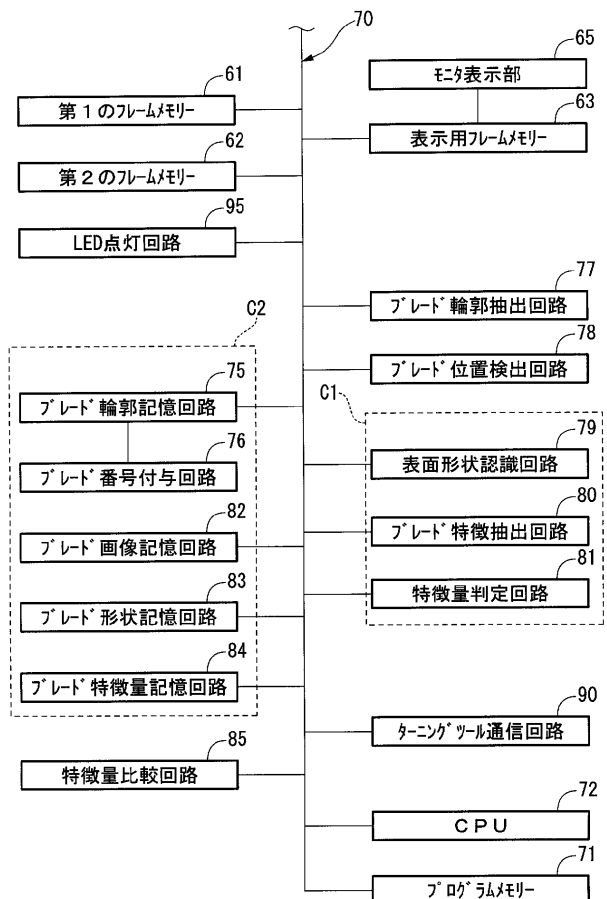 70
65
ﾓﾆﾀ表示部
61
第１のﾌﾚｰﾑﾒﾓﾘｰ
63
表示用ﾌﾚｰﾑﾒﾓﾘｰ
62
第２のﾌﾚｰﾑﾒﾓﾘｰ
95
LED点灯回路
77
ﾌﾞﾚｰﾄﾞ輪郭抽出回路
C2
78
ﾌﾞﾚｰﾄﾞ位置検出回路
75
ﾌﾞﾚｰﾄﾞ輪郭記憶回路
C1
79
表面形状認識回路
76
ﾌﾞﾚｰﾄﾞ番号付与回路
80
ﾌﾞﾚｰﾄﾞ特徴抽出回路
82
ﾌﾞﾚｰﾄﾞ画像記憶回路
81
特徴量判定回路
83
ﾌﾞﾚｰﾄﾞ形状記憶回路
84
ﾌﾞﾚｰﾄﾞ特徴量記憶回路
90
ﾀｰﾆﾝｸﾞﾂｰﾙ通信回路
85
特徴量比較回路
72
ＣＰＵ
71
ﾌﾟﾛｸﾞﾗﾑﾒﾓﾘｰ